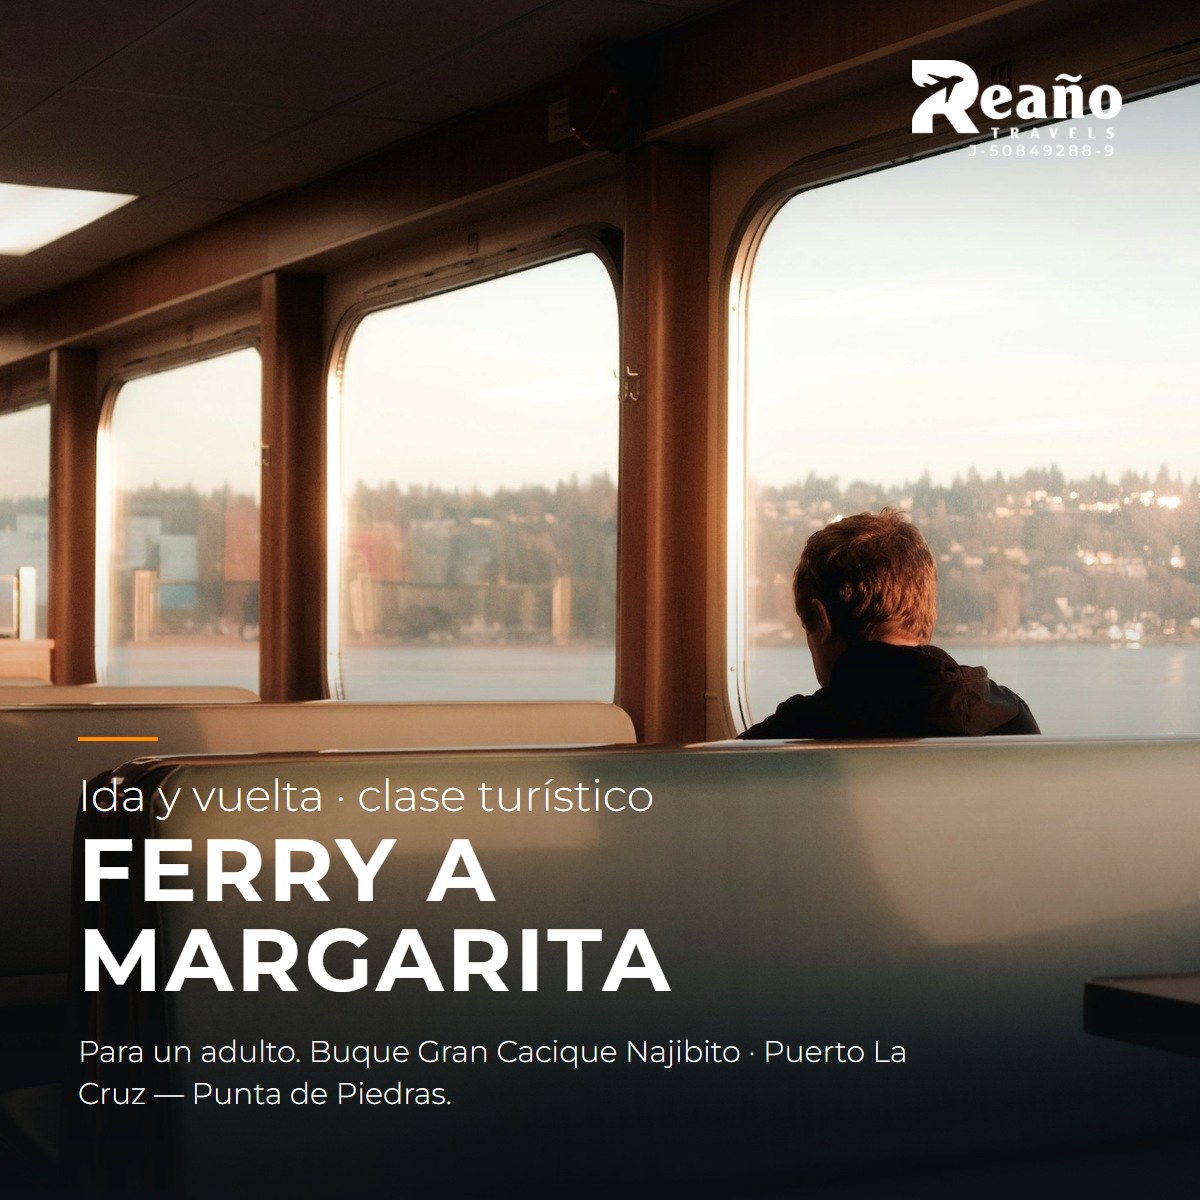 Reaño
TRAVELS
J-50849288-9
Ida y vuelta · clase turístico
FERRY A
MARGARITA
Para un adulto. Buque Gran Cacique Najibito · Puerto La
Cruz — Punta de Piedras.